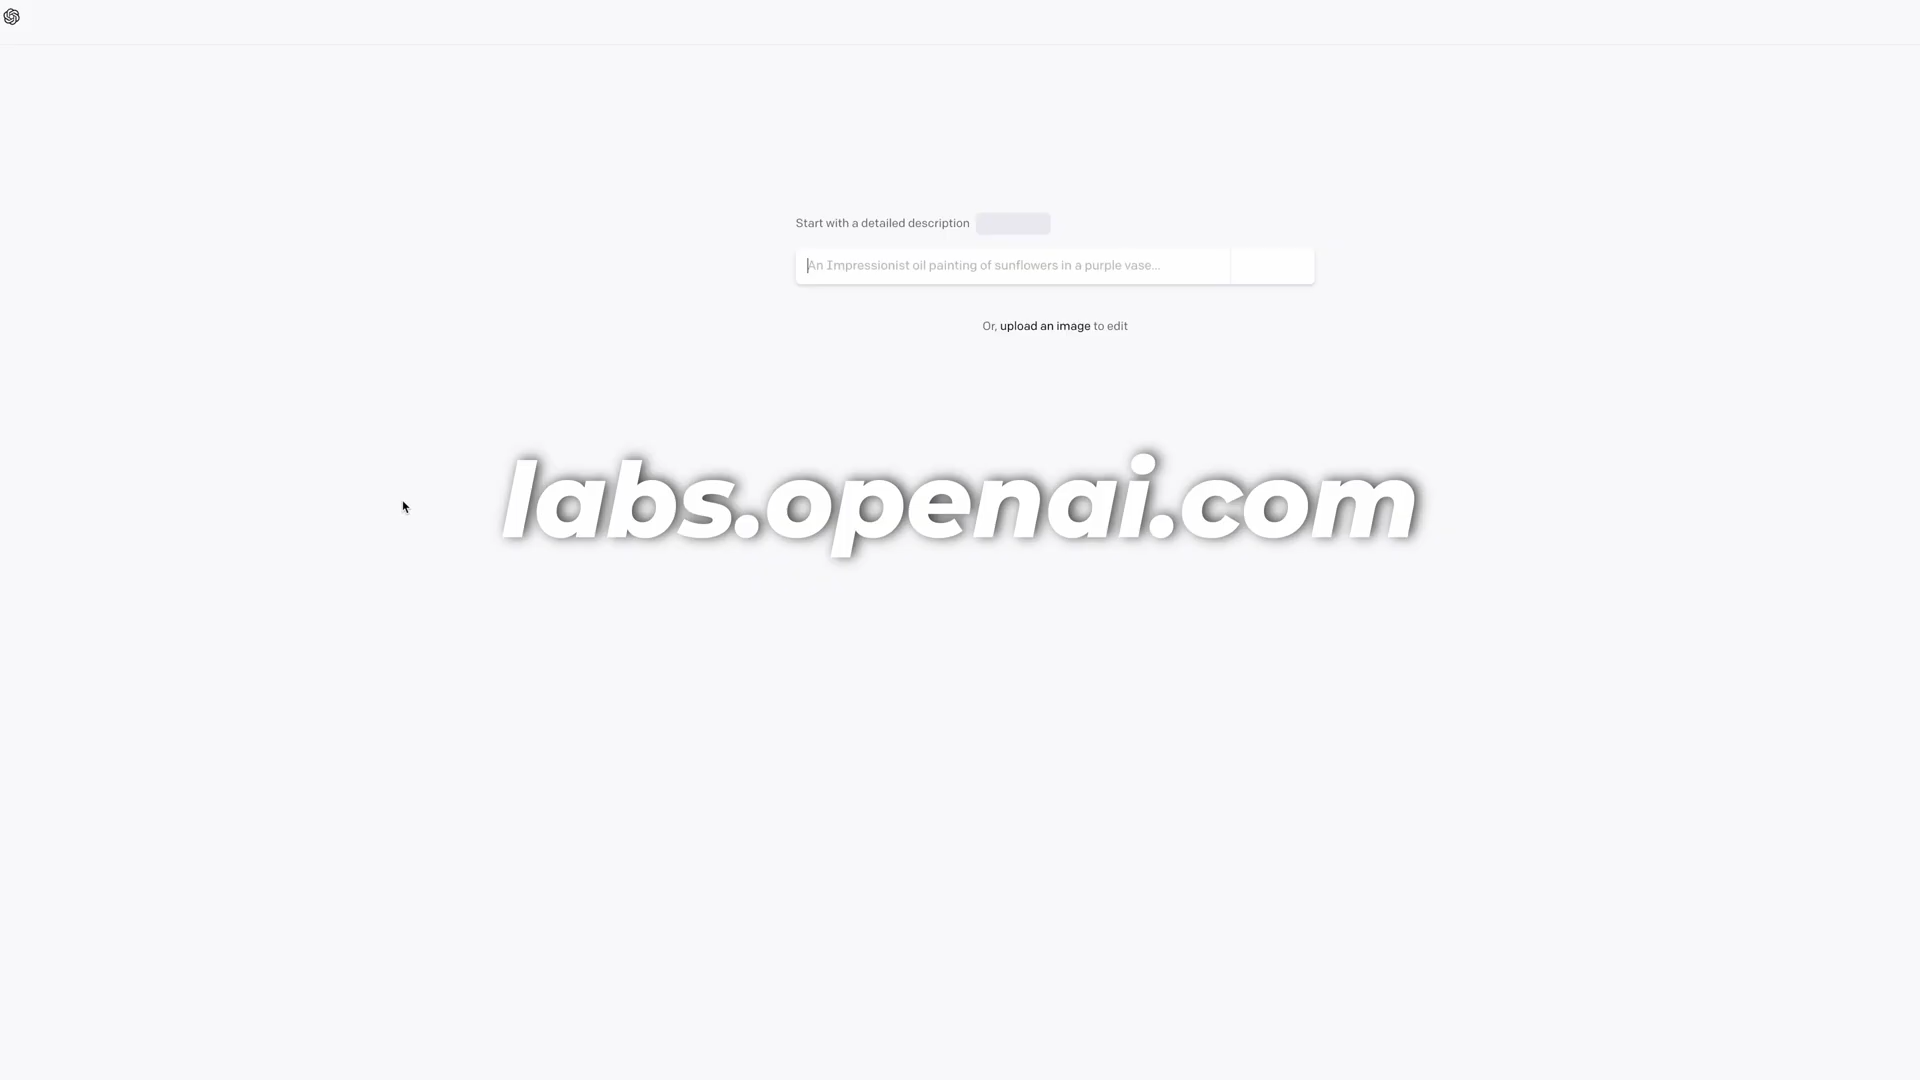 Start with a detailed description
An Impressionist oil painting of sunflowers in a purple vase...
Or, upload an image to edit
labs.openai.com